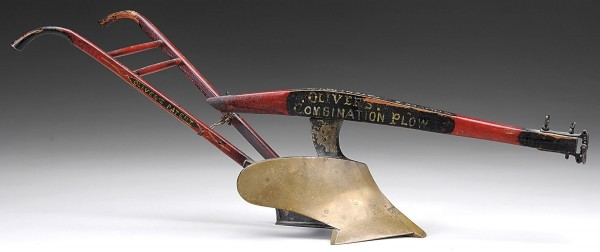 OLIVER'S
COMBINATION PLOW
OLIVER'S PATENT